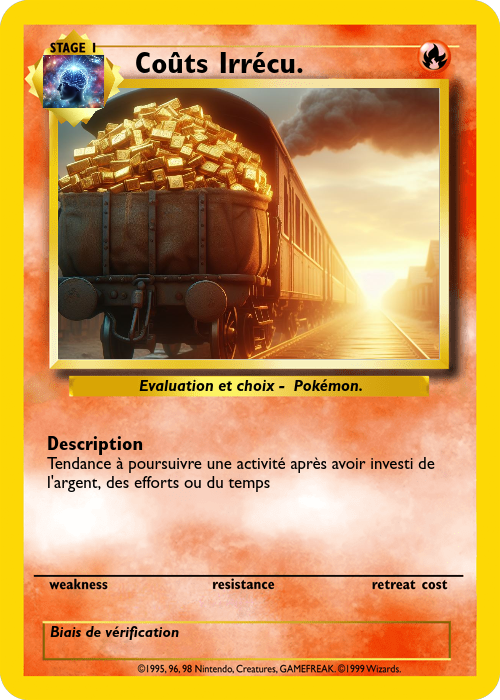 STAGE 1
Coûts Irrécu.
Evaluation et choix - Pokémon.
Description
Tendance à poursuivre une activité après avoir investi de
l'argent, des efforts ou du temps
weakness resistance retreat cost
Biais de vérification
©1995, 96, 98 Nintendo, Creatures, GAMEFREAK. ©1999 Wizards.